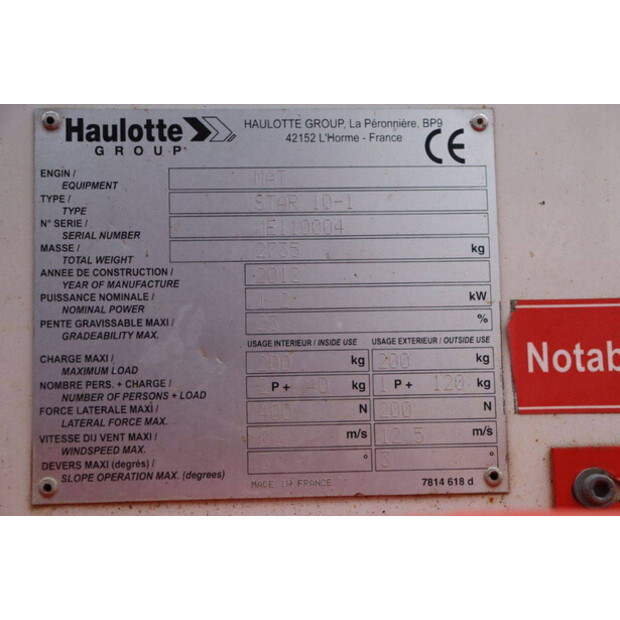 Haulotte
GROUP
HAULOTTE GROUP, La Péronnière, BP9
42152 L'Horme - France
CE
ENGIN /
EQUIPMENT
MAT
TYPE /
TYPE
STAR 10-1
N° SERIE /
SERIAL NUMBER
ME110004
MASSE /
TOTAL WEIGHT
2735 kg
ANNEE DE CONSTRUCTION /
YEAR OF MANUFACTURE
2012
PUISSANCE NOMINALE /
NOMINAL POWER
kW
PENTE GRAVISSABLE MAXI /
GRADEABILITY MAX.
%
USAGE INTERIEUR / INSIDE USE USAGE EXTERIEUR / OUTSIDE USE
CHARGE MAXI /
MAXIMUM LOAD
200 kg 200 kg
NOMBRE PERS. + CHARGE /
NUMBER OF PERSONS + LOAD
P + 40 kg 1 P + 120 kg
FORCE LATERALE MAXI /
LATERAL FORCE MAX.
400 N 200 N
VITESSE DU VENT MAXI /
WINDSPEED MAX.
m/s 12.5 m/s
DEVERS MAXI (degrés) /
SLOPE OPERATION MAX. (degrees)
° 3 °
MADE IN FRANCE
7814 618 d
Notab